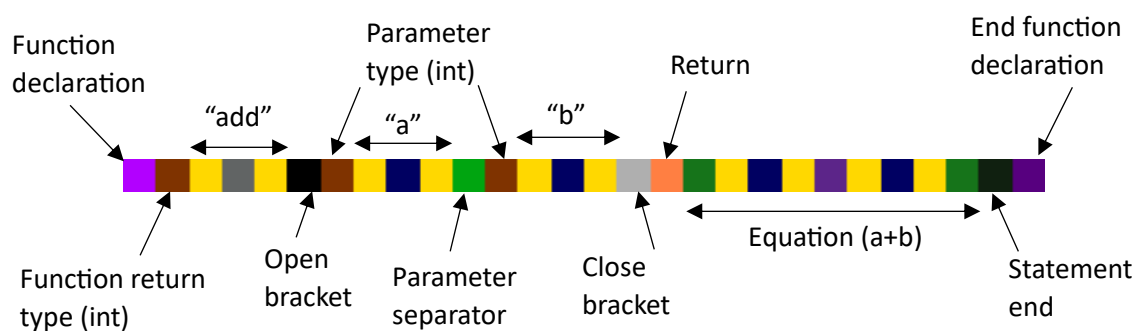 Function
declaration
“add”
Parameter
type (int)
“a”
“b”
Return
End function
declaration
Function return
type (int)
Open
bracket
Parameter
separator
Close
bracket
Equation (a+b)
Statement
end